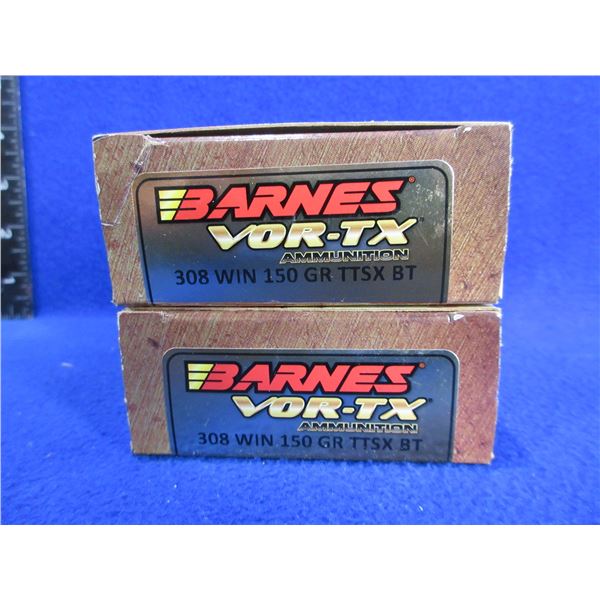 BARNES®
VOR-TX™
AMMUNITION
308 WIN 150 GR TTSX BT
BARNES®
VOR-TX
AMMUNITION
308 WIN 150 GR TTSX BT